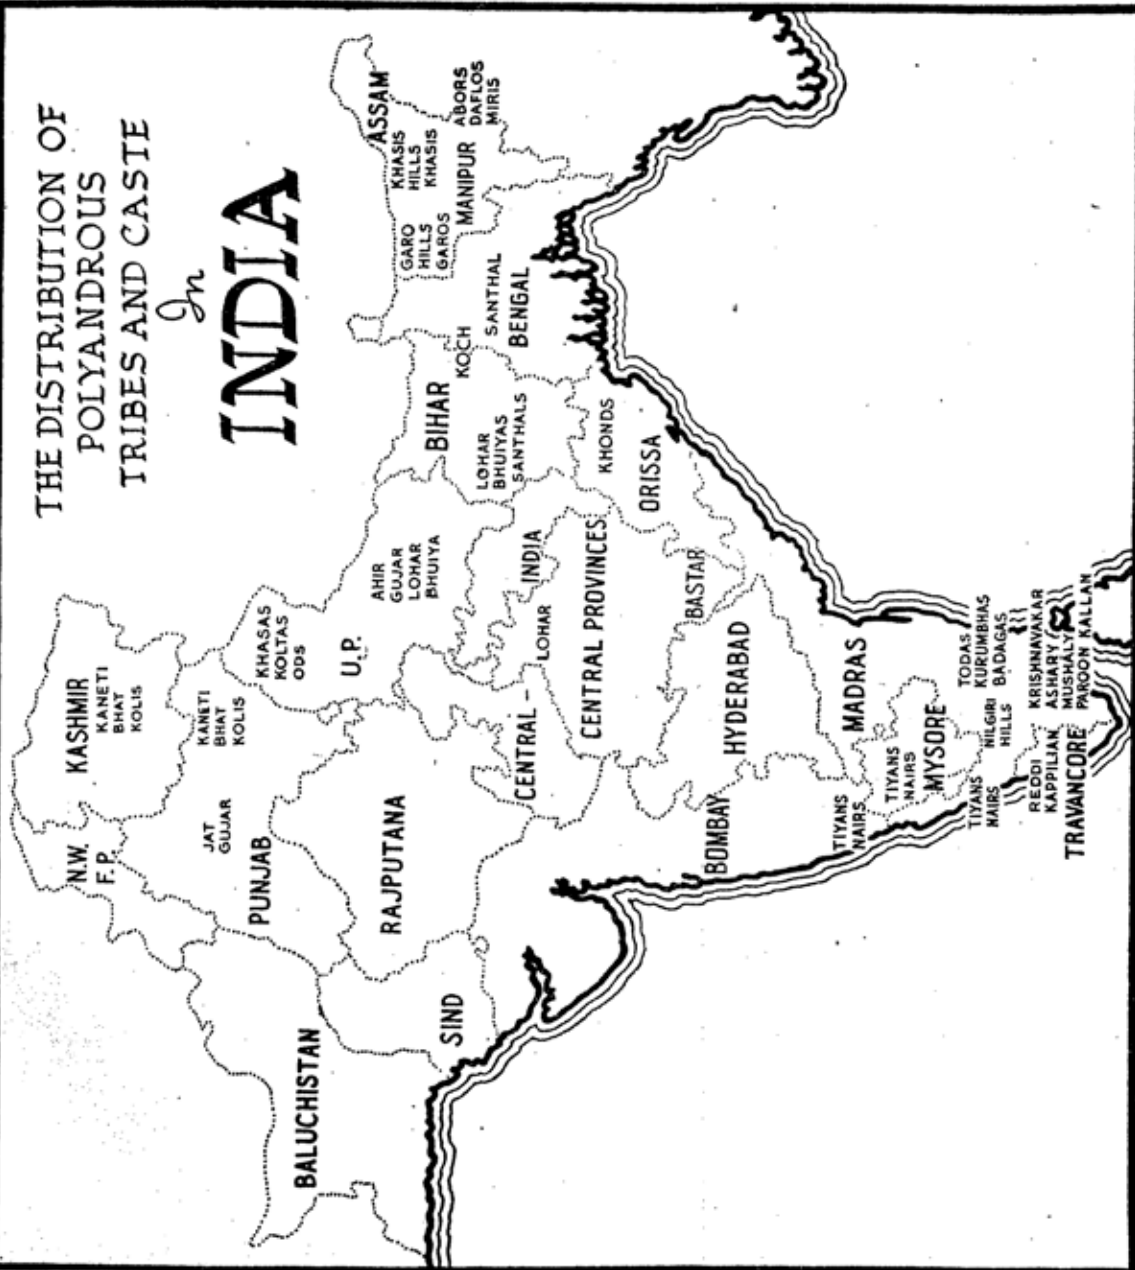 THE DISTRIBUTION OF
POLYANDROUS
TRIBES AND CASTE
In
INDIA
KASHMIR
KANETI
BHAT
KOLIS
N.W.
F.P.
KANETI
BHAT
KOLIS
JAT
GUJAR
PUNJAB
KHASAS
KOLTAS
ODS
U.P.
AHIR
GUJAR
LOHAR
BHUIYA
BALUCHISTAN
SIND
RAJPUTANA
BIHAR
KOCH
LOHAR
BHUIYAS
SANTHALS
ASSAM
KHASIS
HILLS
KHASIS
ABORS
DAFLOS
MIRIS
GARO
HILLS
GAROS
MANIPUR
SANTHAL
BENGAL
CENTRAL - INDIA
LOHAR
CENTRAL PROVINCES
KHONDS
ORISSA
BASTAR
BOMBAY
HYDERABAD
MADRAS
TIYANS
NAIRS
TIYANS
NAIRS
MYSORE
TIYANS
NAIRS
NILGIRI
HILLS
TODAS
KURUMBHAS
BADAGAS
REDDI
KAPPILIAN
KRISHNAVAKAR
ASHARY
MUSHALY
PAROON KALLAN
TRAVANCORE